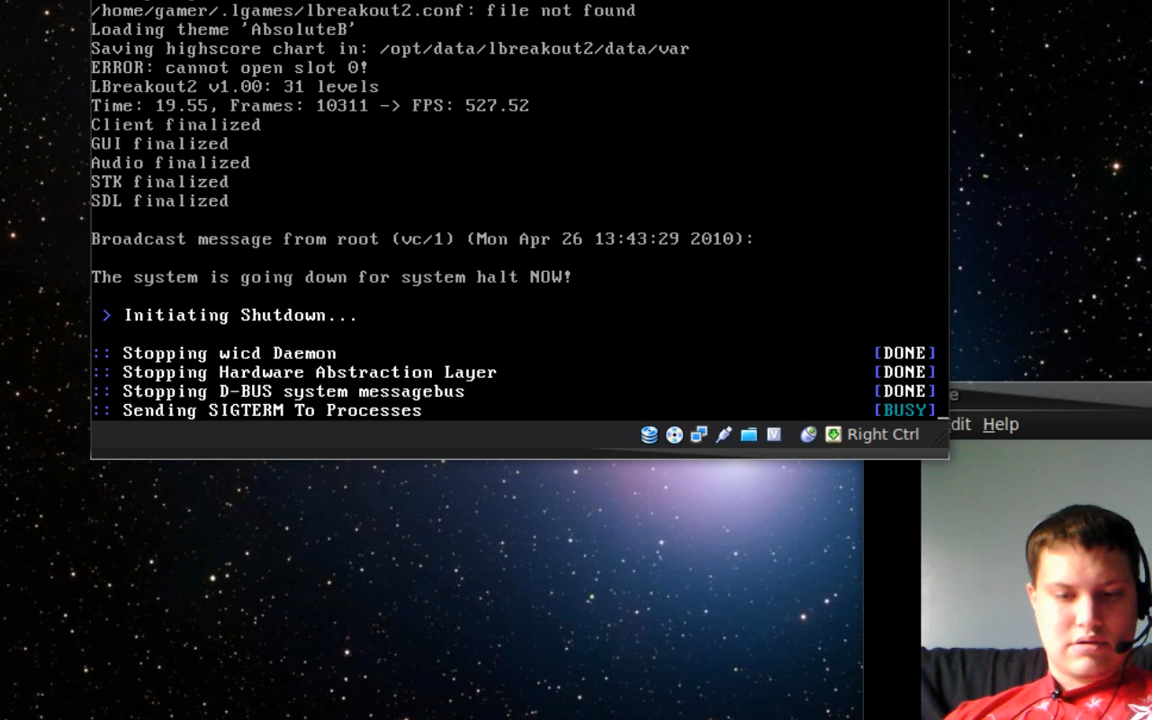 /home/gamer/.lgames/lbreakout2.conf: file not found
Loading theme 'AbsoluteB'
Saving highscore chart in: /opt/data/lbreakout2/data/var
ERROR: cannot open slot 0!
LBreakout2 v1.00: 31 levels
Time: 19.55, Frames: 10311 -> FPS: 527.52
Client finalized
GUI finalized
Audio finalized
STK finalized
SDL finalized
Broadcast message from root (vc/1) (Mon Apr 26 13:43:29 2010):
The system is going down for system halt NOW!
> Initiating Shutdown...
:: Stopping wicd Daemon [DONE]
:: Stopping Hardware Abstraction Layer [DONE]
:: Stopping D-BUS system messagebus [DONE]
:: Sending SIGTERM To Processes [BUSY]
e
Right Ctrl
dit Help